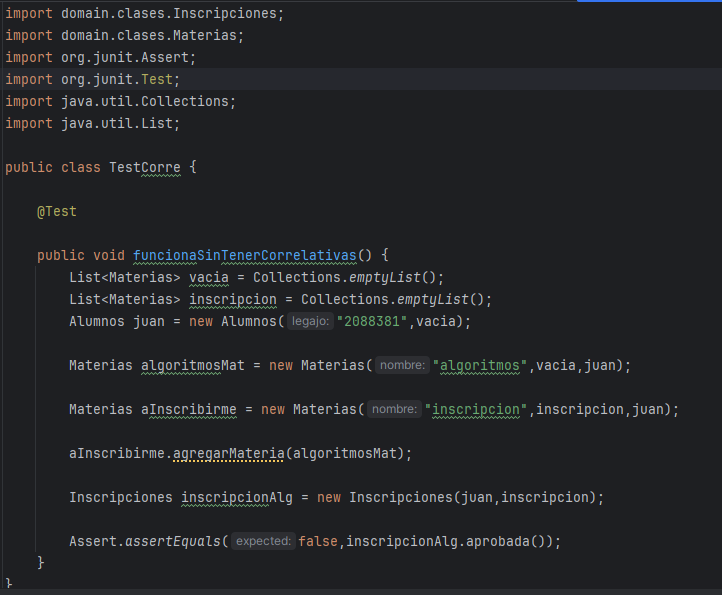 import domain.clases.Inscripciones;
import domain.clases.Materias;
import org.junit.Assert;
import org.junit.Test;
import java.util.Collections;
import java.util.List;
public class TestCorre {
@Test
public void funcionaSinTenerCorrelativas() {
List<Materias> vacia = Collections.emptyList();
List<Materias> inscripcion = Collections.emptyList();
Alumnos juan = new Alumnos( legajo: "2088381",vacia);
Materias algoritmosMat = new Materias( nombre: "algoritmos",vacia,juan);
Materias aInscribirme = new Materias( nombre: "inscripcion",inscripcion,juan);
aInscribirme.agregarMateria(algoritmosMat);
Inscripciones inscripcionAlg = new Inscripciones(juan,inscripcion);
Assert.assertEquals( expected: false,inscripcionAlg.aprobada());
}
}